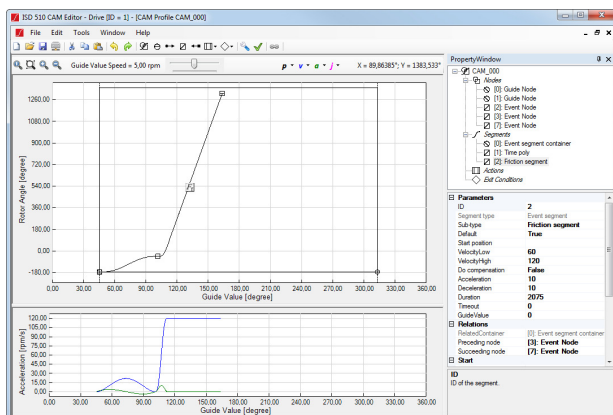 ISD 510 CAM Editor - Drive [ID = 1] - [CAM Profile CAM_000]
File Edit Tools Window Help
Guide Value Speed = 5,00 rpm
p v a j
X = 89,86385°; Y = 1383,533°
Rotor Angle [degree]
1260.00
1080.00
900.00
720.00
540.00
360.00
180.00
0.00
-180.00
0.00 30.00 60.00 90.00 120.00 150.00 180.00 210.00 240.00 270.00 300.00 330.00 360.00
Guide Value [degree]
Acceleration [rpm/s]
120.00
105.00
90.00
75.00
60.00
45.00
30.00
15.00
0.00
0.00 30.00 60.00 90.00 120.00 150.00 180.00 210.00 240.00 270.00 300.00 330.00 360.00
Guide Value [degree]
PropertyWindow
CAM_000
Nodes
[0]: Guide Node
[1]: Guide Node
[2]: Event Node
[3]: Event Node
[7]: Event Node
Segments
[0]: Event segment container
[1]: Time poly
[2]: Friction segment
Actions
Exit Conditions
Parameters
ID 2
Segment type Event segment
Sub-type Friction segment
Default True
Start position
VelocityLow 60
VelocityHigh 120
Do compensation False
Acceleration 10
Deceleration 10
Duration 2075
Timeout 0
GuideValue 0
Relations
RelatedContainer [0]: Event segment container
Preceding node [3]: Event Node
Succeeding node [7]: Event Node
Start
ID
ID of the segment.